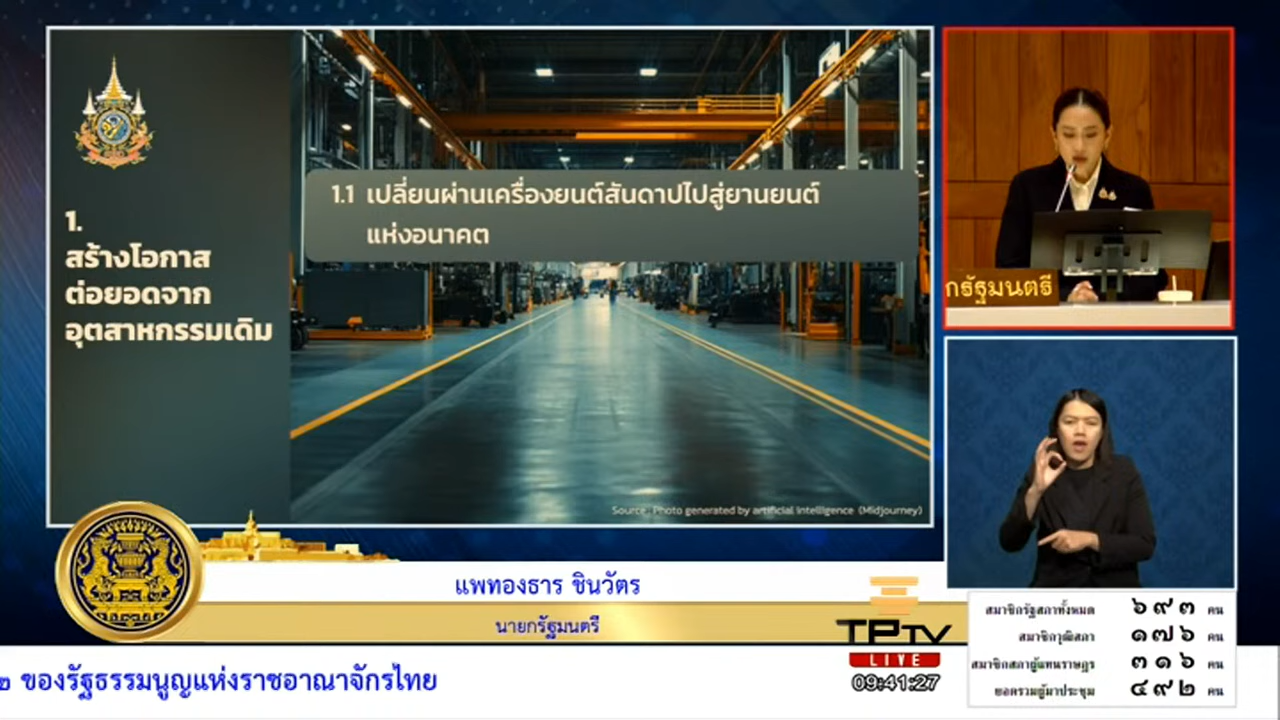 1.
สร้างโอกาส
ต่อยอดจาก
อุตสาหกรรมเดิม
1.1 เปลี่ยนผ่านเครื่องยนต์สันดาปไปสู่ยานยนต์
แห่งอนาคต
Source: Photo generated by artificial intelligence (Midjourney)
กรัฐมนตรี
แพทองธาร ชินวัตร
นายกรัฐมนตรี
TPTV
LIVE
09:41:27
สมาชิกรัฐสภาทั้งหมด ๖๙๓ คน
สมาชิกวุฒิสภา ๑๗๖ คน
สมาชิกสภาผู้แทนราษฎร ๓๑๖ คน
ยอดรวมผู้มาประชุม ๔๙๒ คน
๒ ของรัฐธรรมนูญแห่งราชอาณาจักรไทย